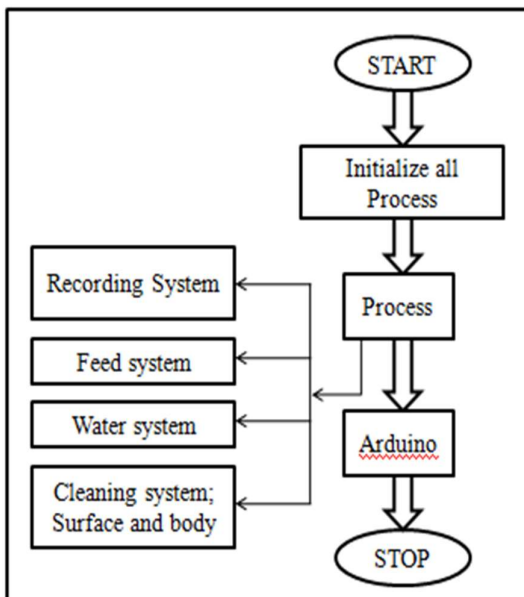 START
Initialize all
Process
Recording System
Process
Feed system
Water system
Arduino
Cleaning system;
Surface and body
STOP